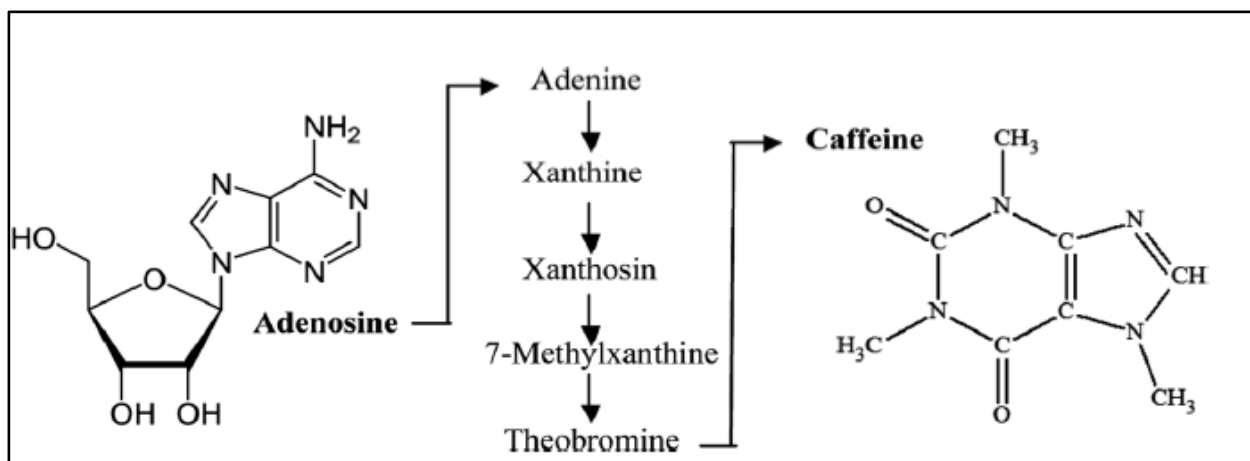 NH₂
N
N
HO
N
N
O
Adenosine
OH
OH
Adenine
Xanthine
Xanthosin
7-Methylxanthine
Theobromine
Caffeine
CH₃
O
N
N
C
C
CH
N
C
C
N
H₃C
O
CH₃